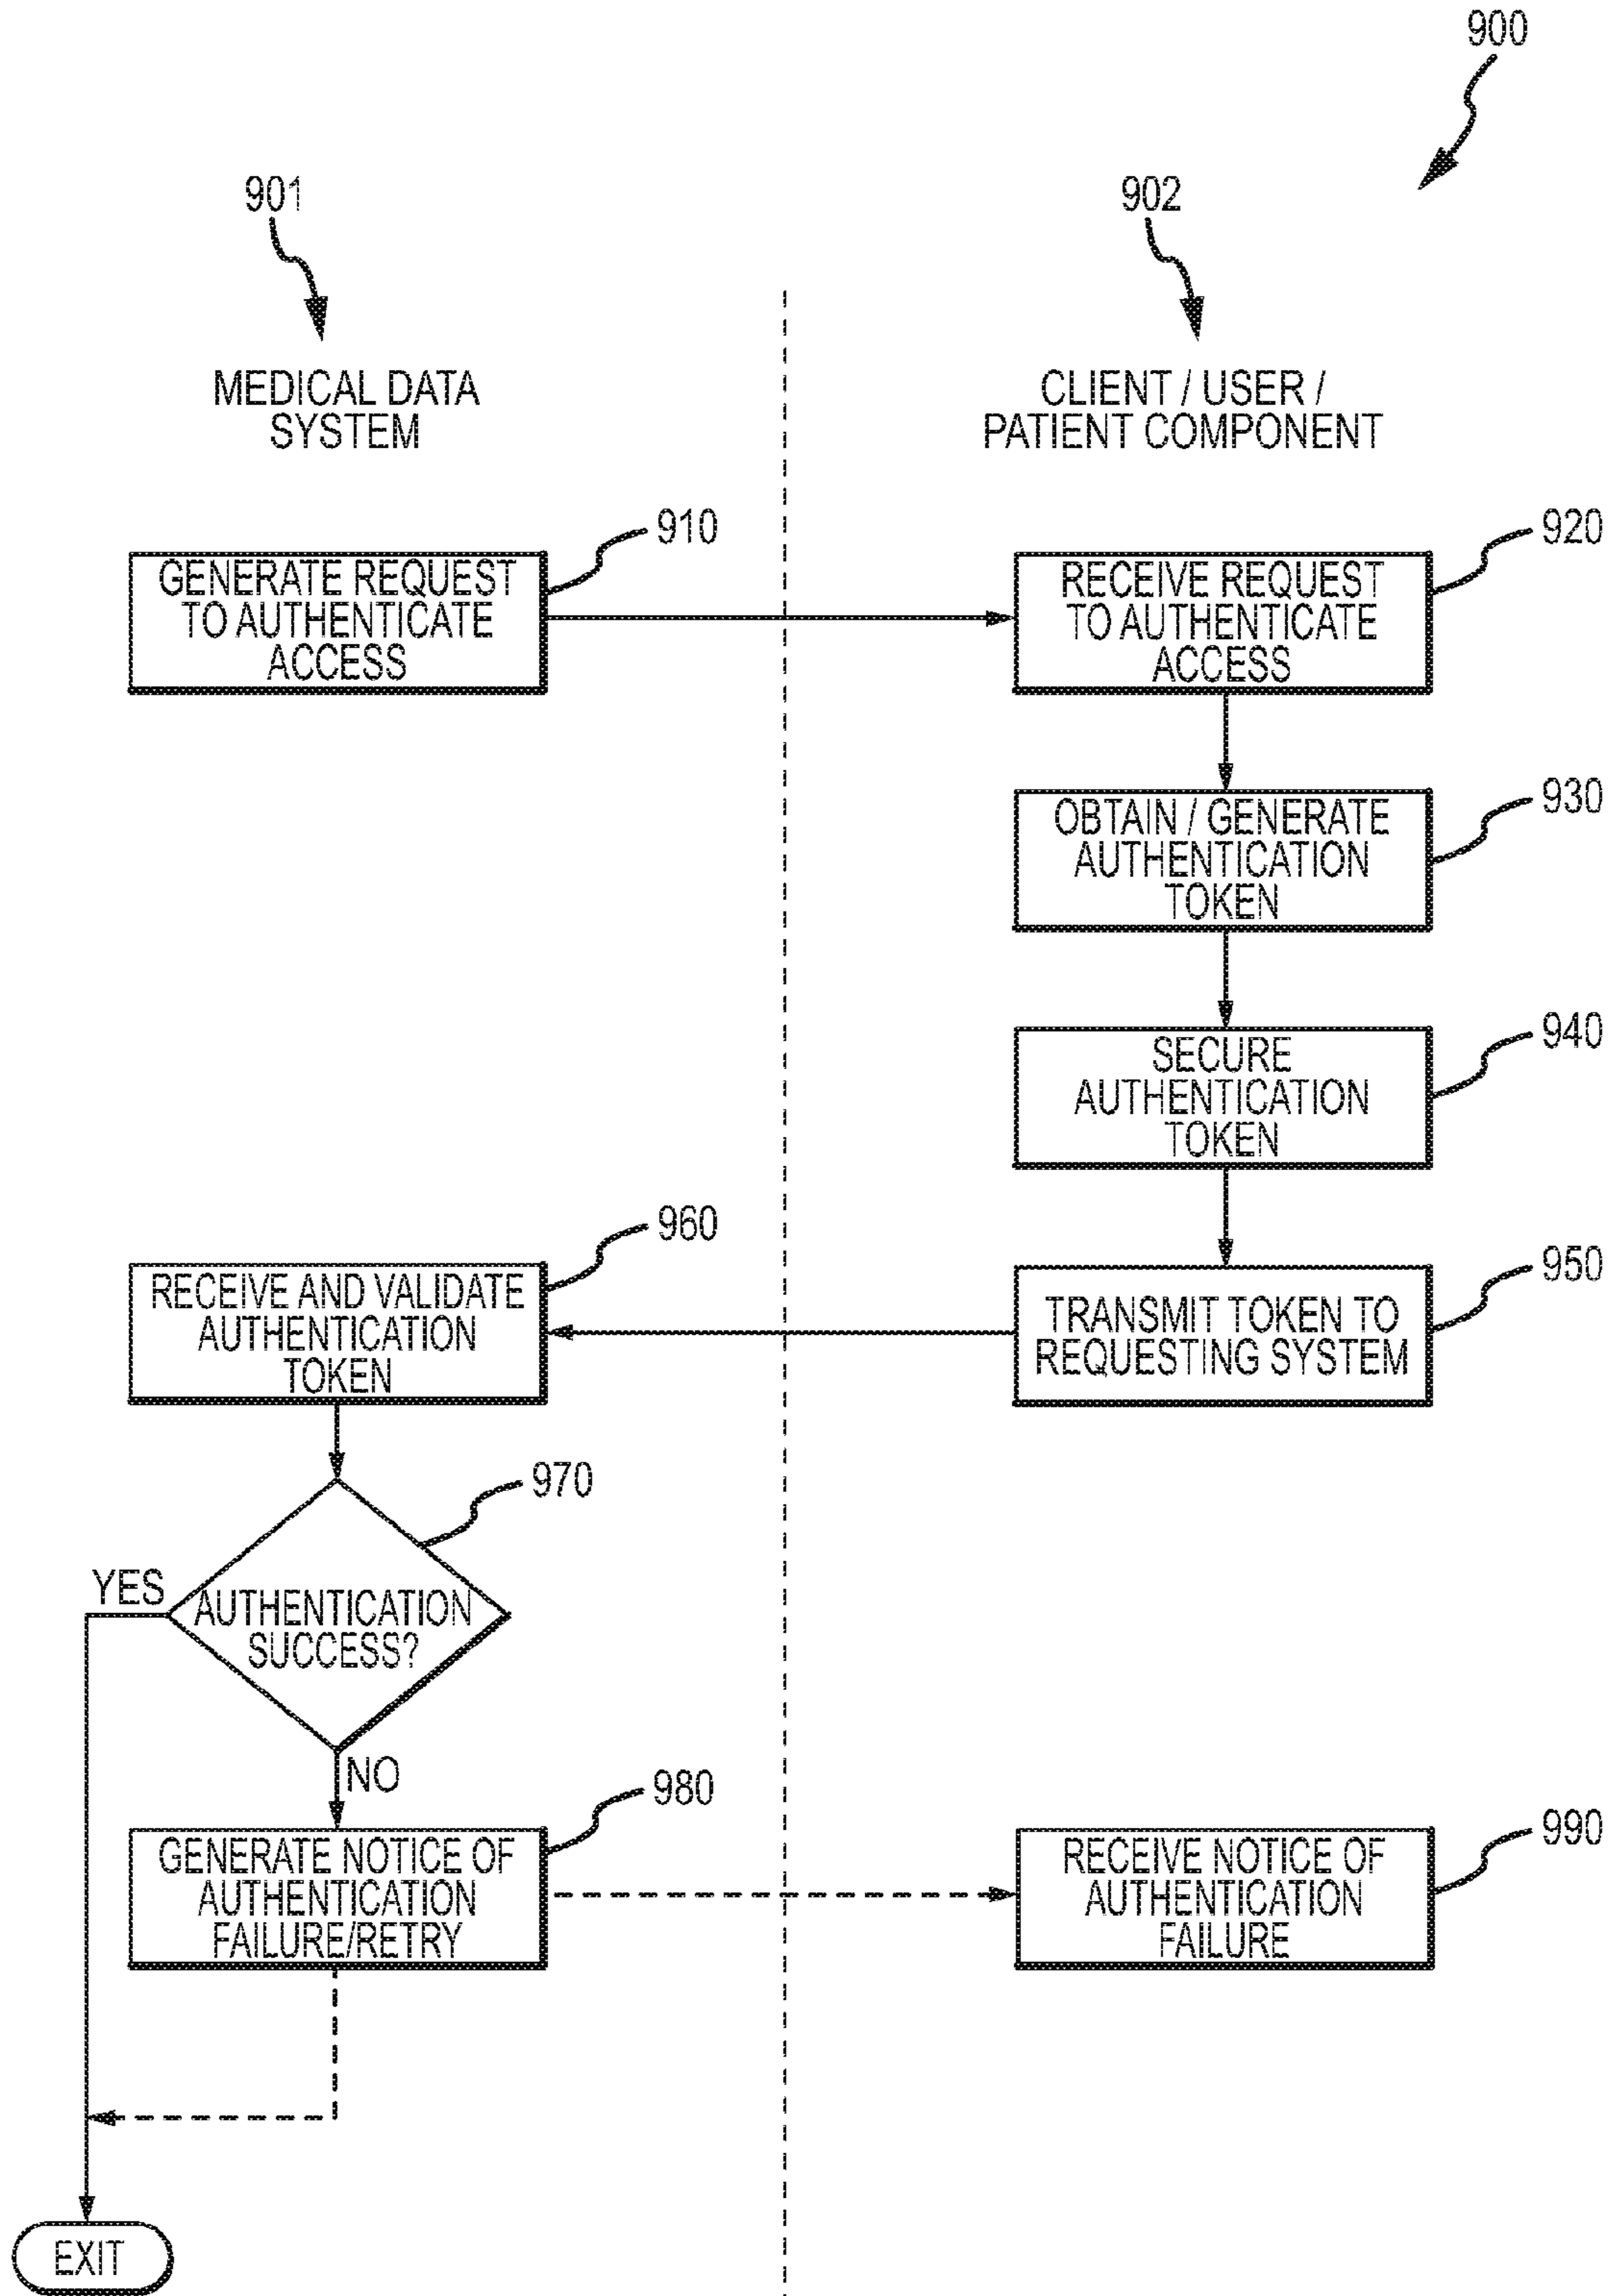 900
901
902
MEDICAL DATA
SYSTEM
CLIENT / USER /
PATIENT COMPONENT
910
GENERATE REQUEST
TO AUTHENTICATE
ACCESS
920
RECEIVE REQUEST
TO AUTHENTICATE
ACCESS
930
OBTAIN / GENERATE
AUTHENTICATION
TOKEN
940
SECURE
AUTHENTICATION
TOKEN
950
TRANSMIT TOKEN TO
REQUESTING SYSTEM
960
RECEIVE AND VALIDATE
AUTHENTICATION
TOKEN
970
YES
AUTHENTICATION
SUCCESS?
NO
980
GENERATE NOTICE OF
AUTHENTICATION
FAILURE/RETRY
990
RECEIVE NOTICE OF
AUTHENTICATION
FAILURE
EXIT